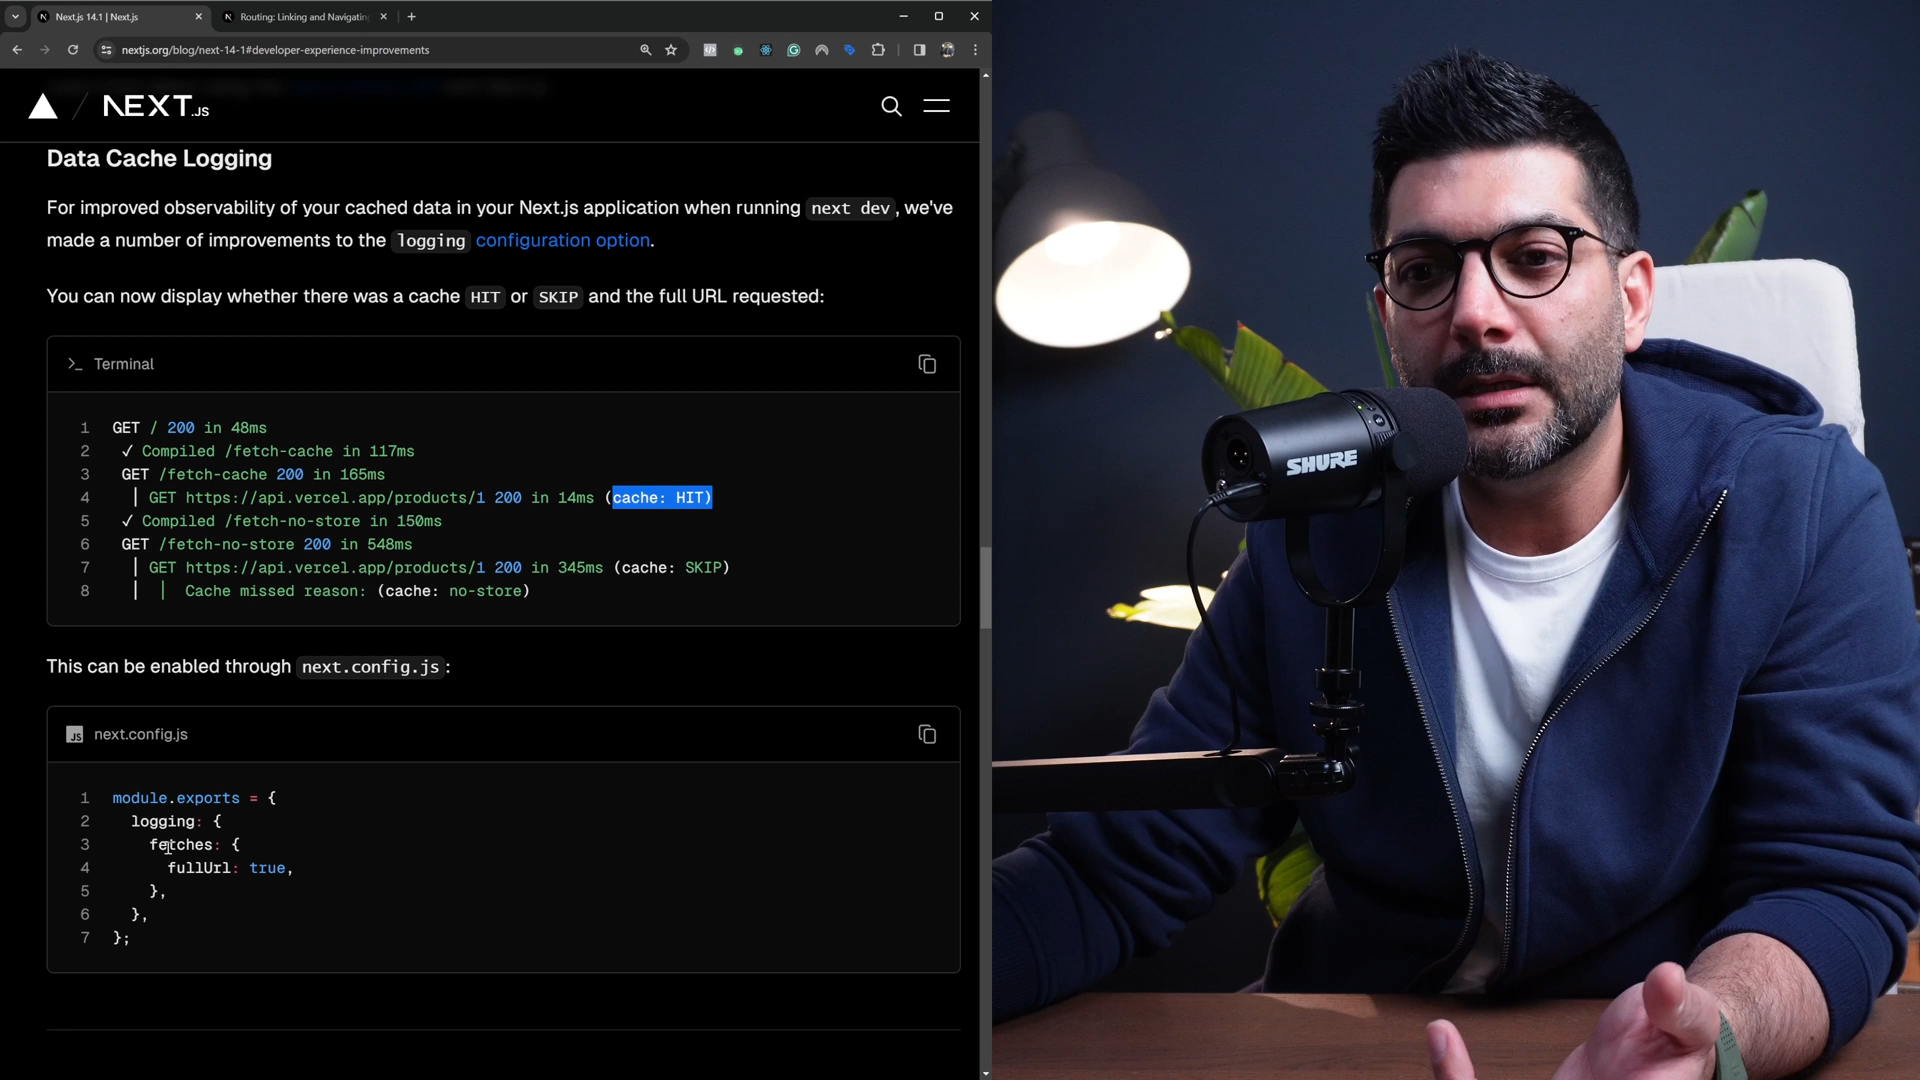 Next.js 14.1 | Next.js
Routing: Linking and Navigating
nextjs.org/blog/next-14-1#developer-experience-improvements
NEXT.JS
Data Cache Logging
For improved observability of your cached data in your Next.js application when running next dev, we've
made a number of improvements to the logging configuration option.
You can now display whether there was a cache HIT or SKIP and the full URL requested:
Terminal
1 GET / 200 in 48ms
2 ✓ Compiled /fetch-cache in 117ms
3 GET /fetch-cache 200 in 165ms
4 | GET https://api.vercel.app/products/1 200 in 14ms (cache: HIT)
5 ✓ Compiled /fetch-no-store in 150ms
6 GET /fetch-no-store 200 in 548ms
7 | GET https://api.vercel.app/products/1 200 in 345ms (cache: SKIP)
8 | | Cache missed reason: (cache: no-store)
This can be enabled through next.config.js:
JS next.config.js
1 module.exports = {
2 logging: {
3 fetches: {
4 fullUrl: true,
5 },
6 },
7 };
SHURE